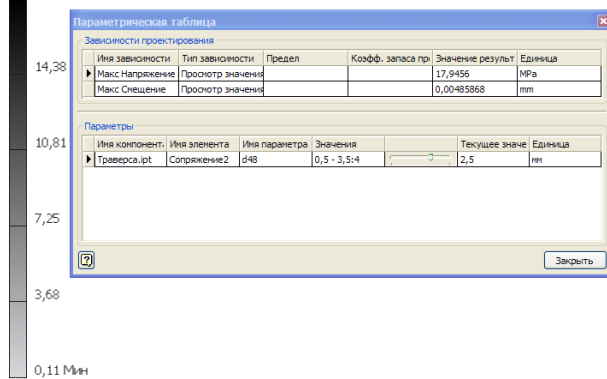 Параметрическая таблица
Зависимости проектирования
Имя зависимости Тип зависимости Предел Коэфф. запаса пр Значение результ Единица
Макс Напряжение Просмотр значения 17,9456 MPa
Макс Смещение Просмотр значения 0,00485868 mm
Параметры
Имя компонент. Имя элемента Имя параметра Значения Текущее значе Единица
Траверса.ipt Сопряжение2 d48 0,5 - 3,5:4 2,5 мм
Закрыть
14,38
10,81
7,25
3,68
0,11 Мин